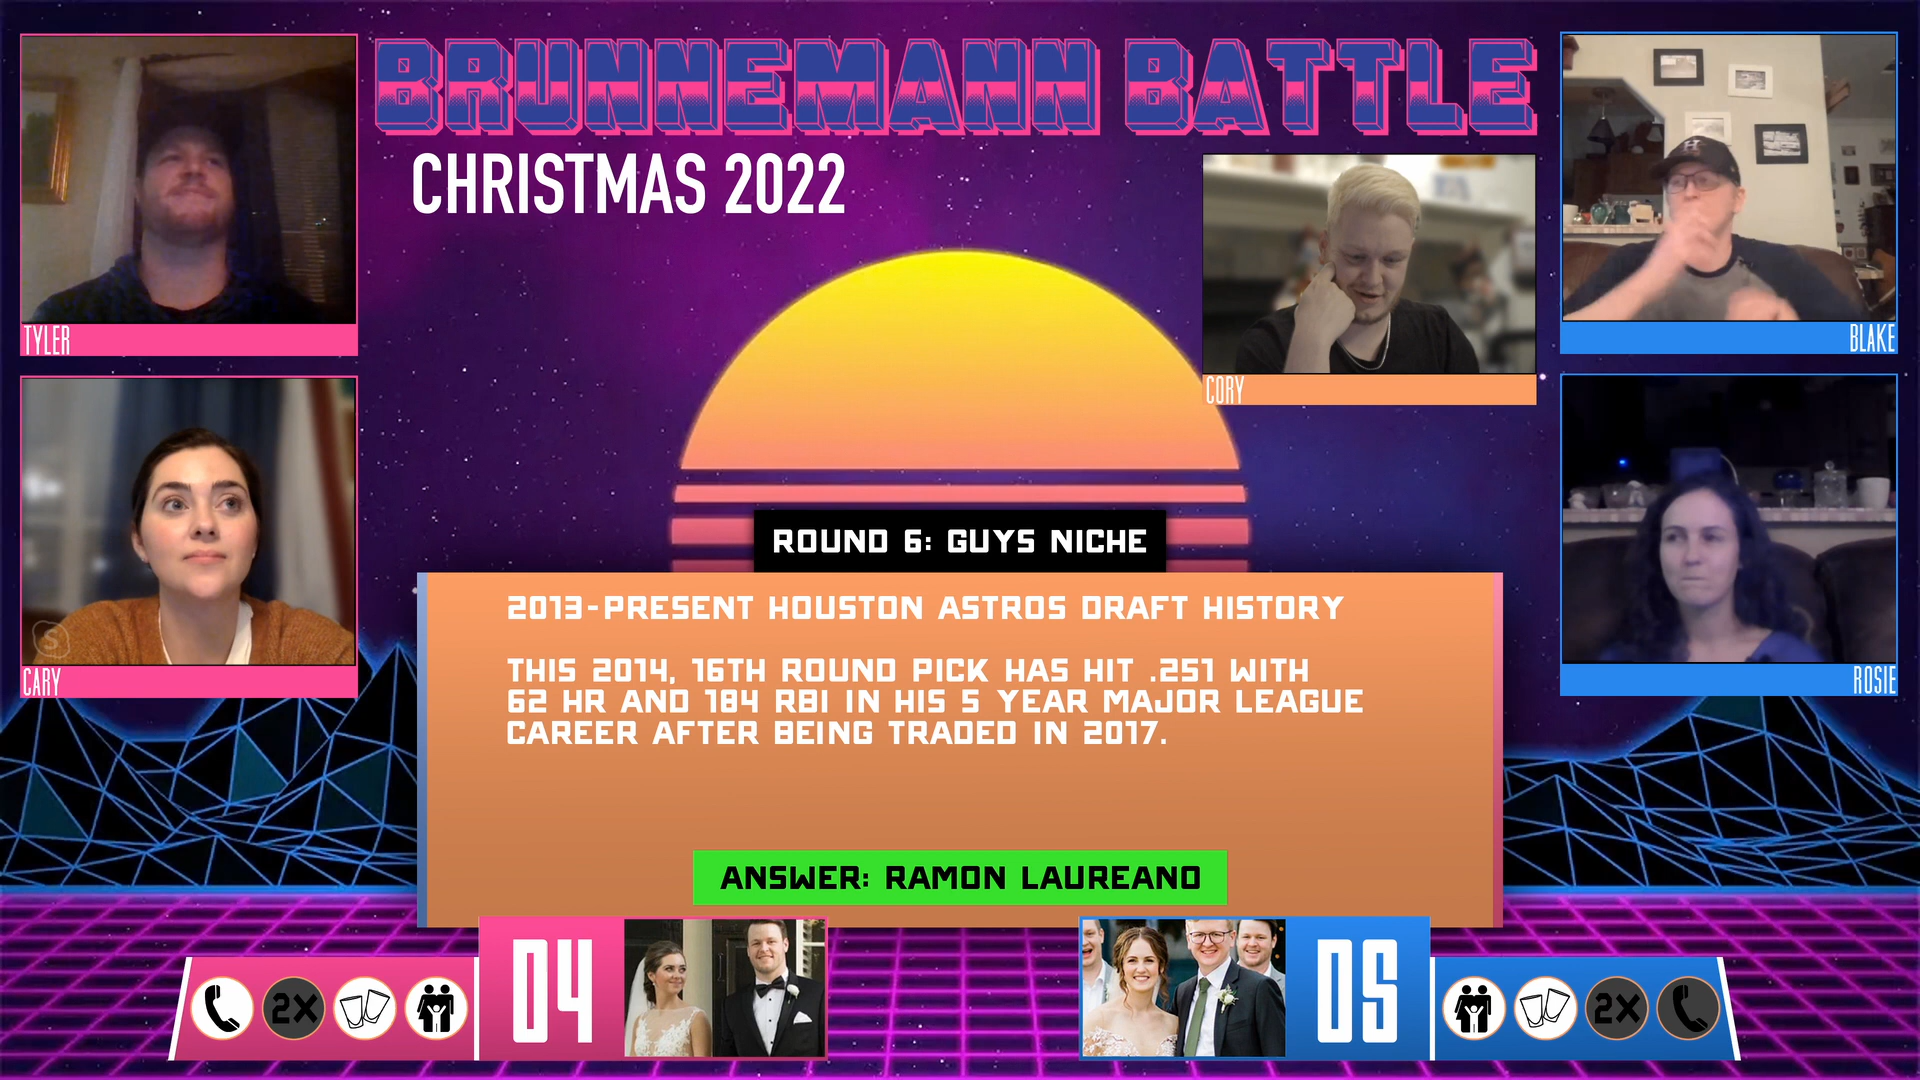 BRUNNEMANN BATTLE
CHRISTMAS 2022
TYLER
CORY
BLAKE
CARY
ROSIE
ROUND 6: GUYS NICHE
2013-PRESENT HOUSTON ASTROS DRAFT HISTORY
THIS 2014, 16TH ROUND PICK HAS HIT .251 WITH
62 HR AND 184 RBI IN HIS 5 YEAR MAJOR LEAGUE
CAREER AFTER BEING TRADED IN 2017.
ANSWER: RAMON LAUREANO
2X
04
05
2X
H
S